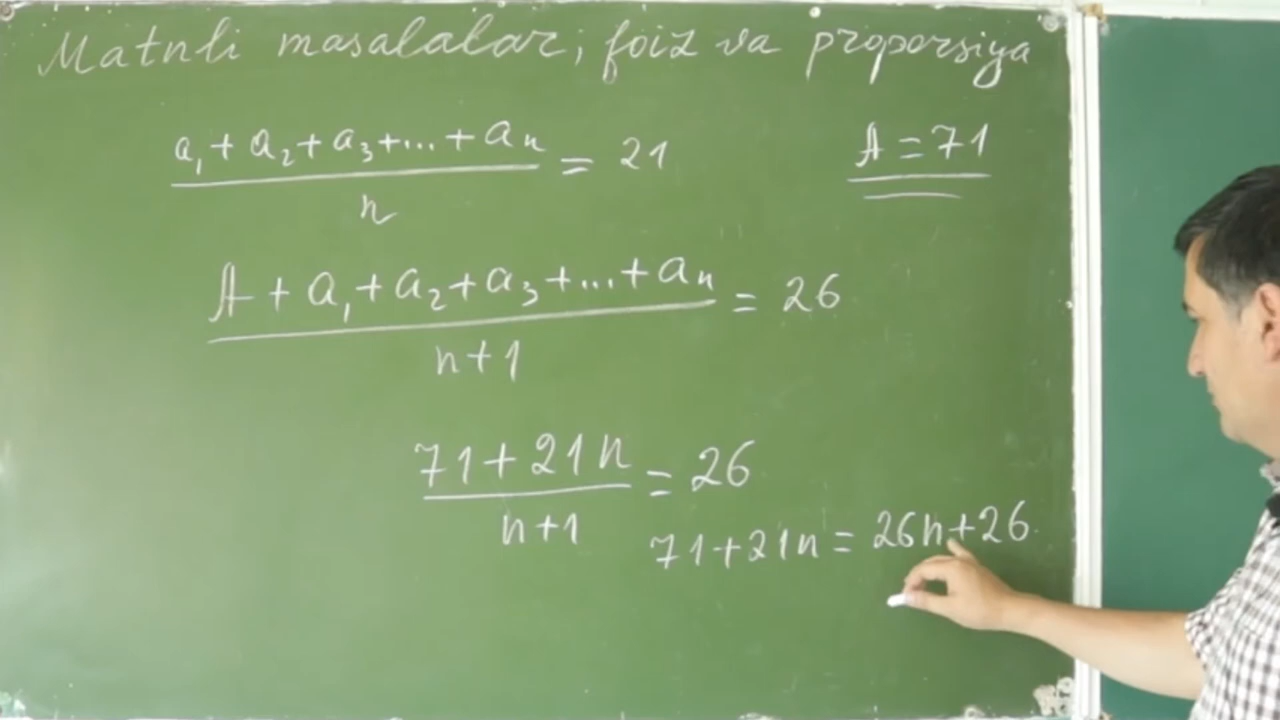 Matnli masalalar; foiz va proporsiya
a₁+a₂+a₃+...+aₙ = 21
n
A=71
A+a₁+a₂+a₃+...+aₙ = 26
n+1
71+21n = 26
n+1
71+21n = 26n+26